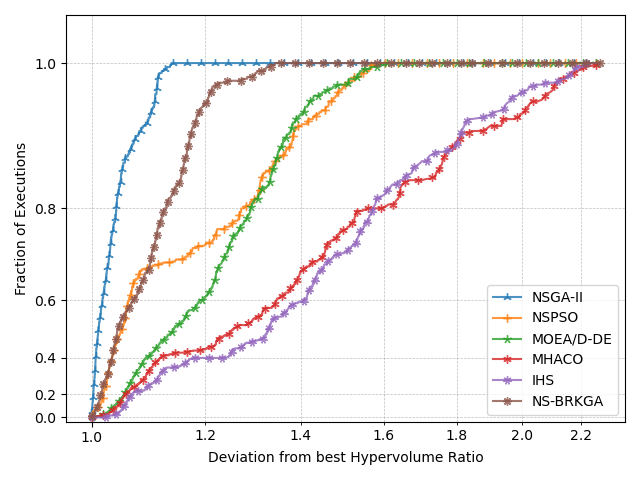 1.0
0.8
0.6
0.4
0.2
0.0
Fraction of Executions
NSGA-II
NSPSO
MOEA/D-DE
MHACO
IHS
NS-BRKGA
1.0 1.2 1.4 1.6 1.8 2.0 2.2
Deviation from best Hypervolume Ratio